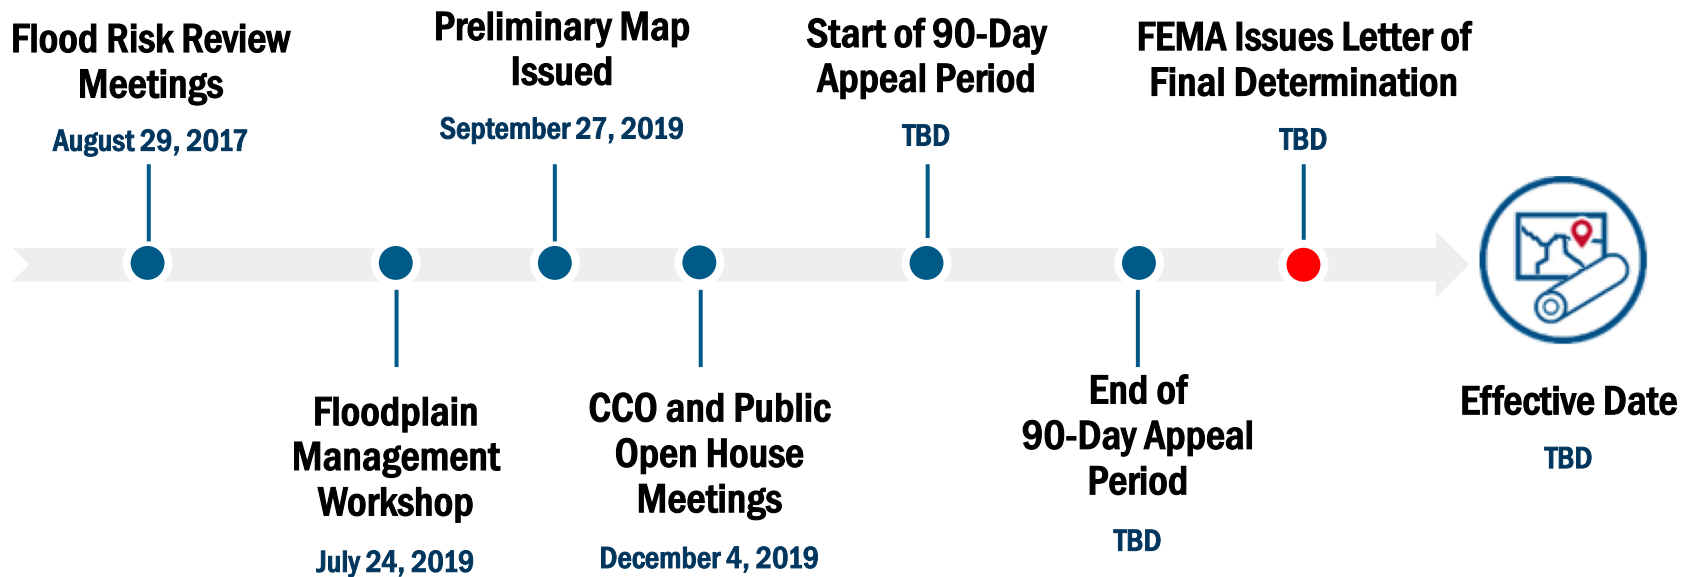 Flood Risk Review
Meetings
August 29, 2017
Floodplain
Management
Workshop
July 24, 2019
Preliminary Map
Issued
September 27, 2019
CCO and Public
Open House
Meetings
December 4, 2019
Start of 90-Day
Appeal Period
TBD
End of
90-Day Appeal
Period
TBD
FEMA Issues Letter of
Final Determination
TBD
Effective Date
TBD